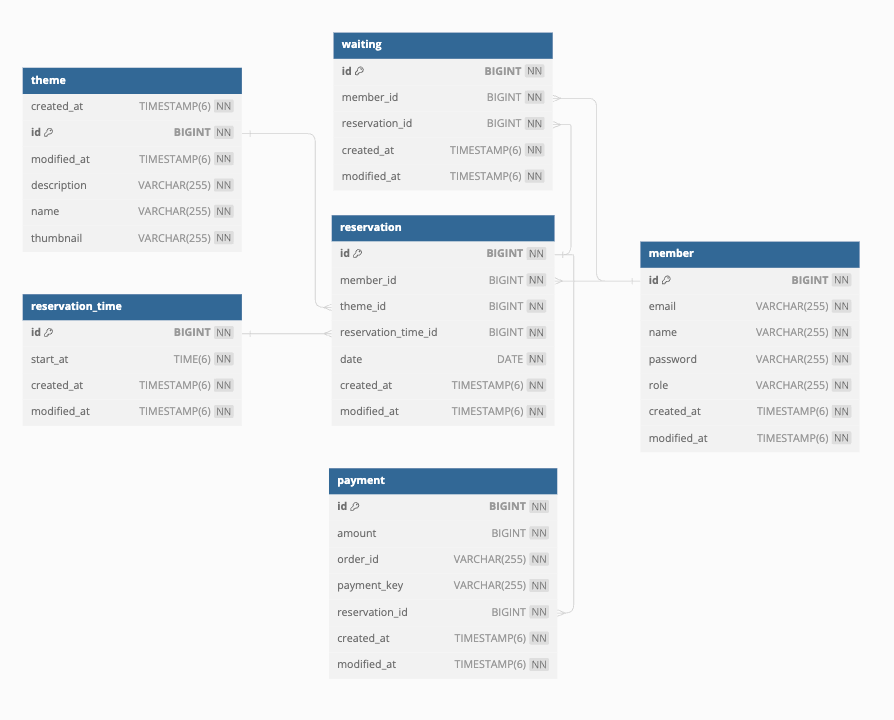 theme
created_at TIMESTAMP(6) NN
id BIGINT NN
modified_at TIMESTAMP(6) NN
description VARCHAR(255) NN
name VARCHAR(255) NN
thumbnail VARCHAR(255) NN
reservation_time
id BIGINT NN
start_at TIME(6) NN
created_at TIMESTAMP(6) NN
modified_at TIMESTAMP(6) NN
waiting
id BIGINT NN
member_id BIGINT NN
reservation_id BIGINT NN
created_at TIMESTAMP(6) NN
modified_at TIMESTAMP(6) NN
reservation
id BIGINT NN
member_id BIGINT NN
theme_id BIGINT NN
reservation_time_id BIGINT NN
date DATE NN
created_at TIMESTAMP(6) NN
modified_at TIMESTAMP(6) NN
payment
id BIGINT NN
amount BIGINT NN
order_id VARCHAR(255) NN
payment_key VARCHAR(255) NN
reservation_id BIGINT NN
created_at TIMESTAMP(6) NN
modified_at TIMESTAMP(6) NN
member
id BIGINT NN
email VARCHAR(255) NN
name VARCHAR(255) NN
password VARCHAR(255) NN
role VARCHAR(255) NN
created_at TIMESTAMP(6) NN
modified_at TIMESTAMP(6) NN